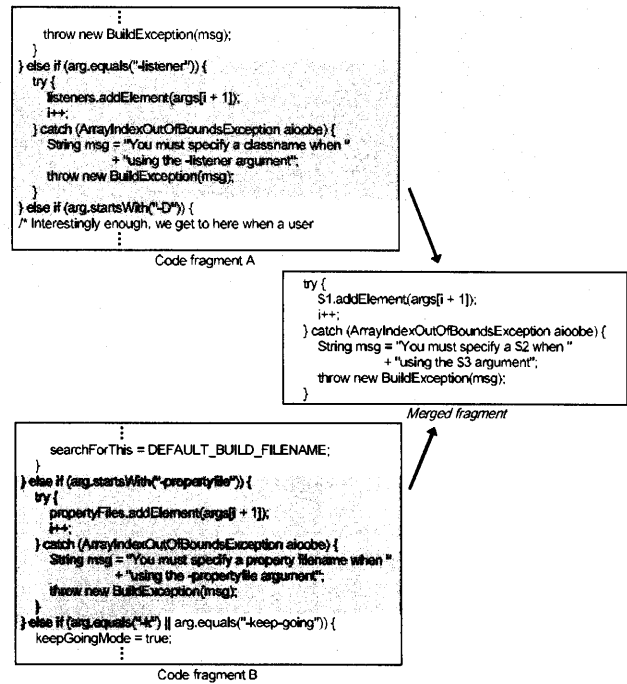 throw new BuildException(msg);
}
} else if (arg.equals("-listener")) {
try {
listeners.addElement(args[i + 1]);
i++;
} catch (ArrayIndexOutOfBoundsException aioobe) {
String msg = "You must specify a classname when "
+ "using the -listener argument";
throw new BuildException(msg);
}
} else if (arg.startsWith("-D")) {
/* Interestingly enough, we get to here when a user
Code fragment A
try {
S1.addElement(args[i + 1]);
i++;
} catch (ArrayIndexOutOfBoundsException aioobe) {
String msg = "You must specify a S2 when "
+ "using the S3 argument";
throw new BuildException(msg);
}
Merged fragment
searchForThis = DEFAULT_BUILD_FILENAME;
}
} else if (arg.startsWith("-propertyfile")) {
try {
propertyFiles.addElement(args[i + 1]);
i++;
} catch (ArrayIndexOutOfBoundsException aioobe) {
String msg = "You must specify a property filename when "
+ "using the -propertyfile argument";
throw new BuildException(msg);
}
} else if (arg.equals("-k") || arg.equals("-keep-going")) {
keepGoingMode = true;
Code fragment B